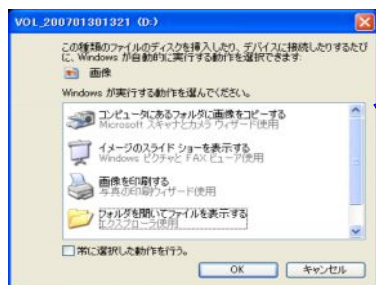 VOL_200701301321 (D:)
この種類のファイルのディスクを挿入したり、デバイスに接続したりするたび
に、Windows が自動的に実行する動作を選択できます:
画像
Windows が実行する動作を選んでください。
コンピュータにあるフォルダに画像をコピーする
Microsoft スキャナとカメラ ウィザード使用
イメージのスライド ショーを表示する
Windows ピクチャと FAX ビューア使用
画像を印刷する
写真の印刷ウィザード使用
フォルダを開いてファイルを表示する
エクスプローラ使用
常に選択した動作を行う。
OK
キャンセル